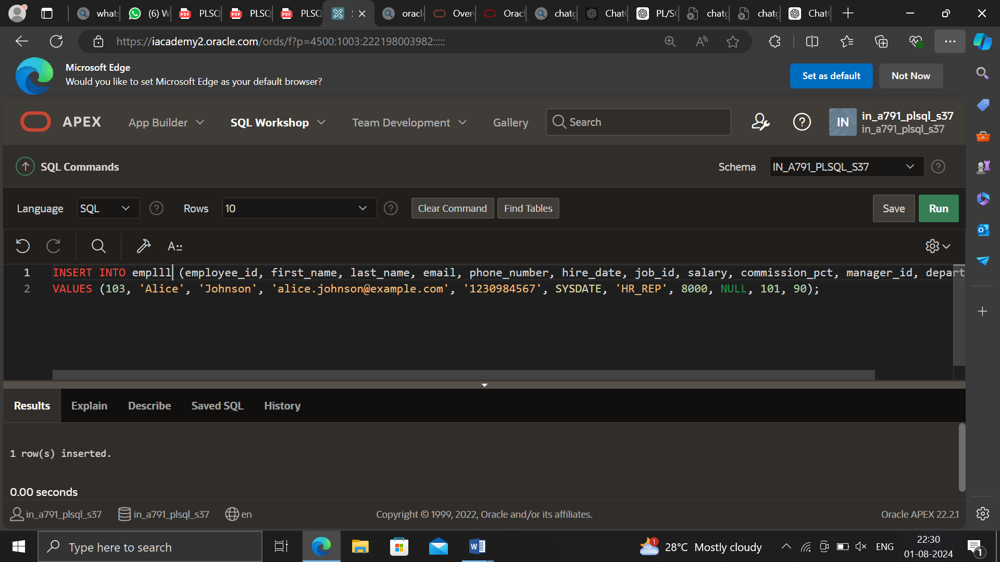 whats
(6) W
PLSQ
PLSQ
PLSQ
oracl
Over
Oracl
chatg
Chat
PL/S
chatg
chatg
Chat
https://iacademy2.oracle.com/ords/f?p=4500:1003:222198003982:::::
Microsoft Edge
Would you like to set Microsoft Edge as your default browser?
Set as default
Not Now
APEX
App Builder
SQL Workshop
Team Development
Gallery
Search
IN
in_a791_plsql_s37
in_a791_plsql_s37
SQL Commands
Schema
IN_A791_PLSQL_S37
Language
SQL
Rows
10
Clear Command
Find Tables
Save
Run
1 INSERT INTO emplll (employee_id, first_name, last_name, email, phone_number, hire_date, job_id, salary, commission_pct, manager_id, depart
2 VALUES (103, 'Alice', 'Johnson', 'alice.johnson@example.com', '1230984567', SYSDATE, 'HR_REP', 8000, NULL, 101, 90);
Results
Explain
Describe
Saved SQL
History
1 row(s) inserted.
0.00 seconds
in_a791_plsql_s37
in_a791_plsql_s37
en
Copyright © 1999, 2022, Oracle and/or its affiliates.
Oracle APEX 22.2.1
Type here to search
1
28°C Mostly cloudy
ENG
22:30
01-08-2024
1